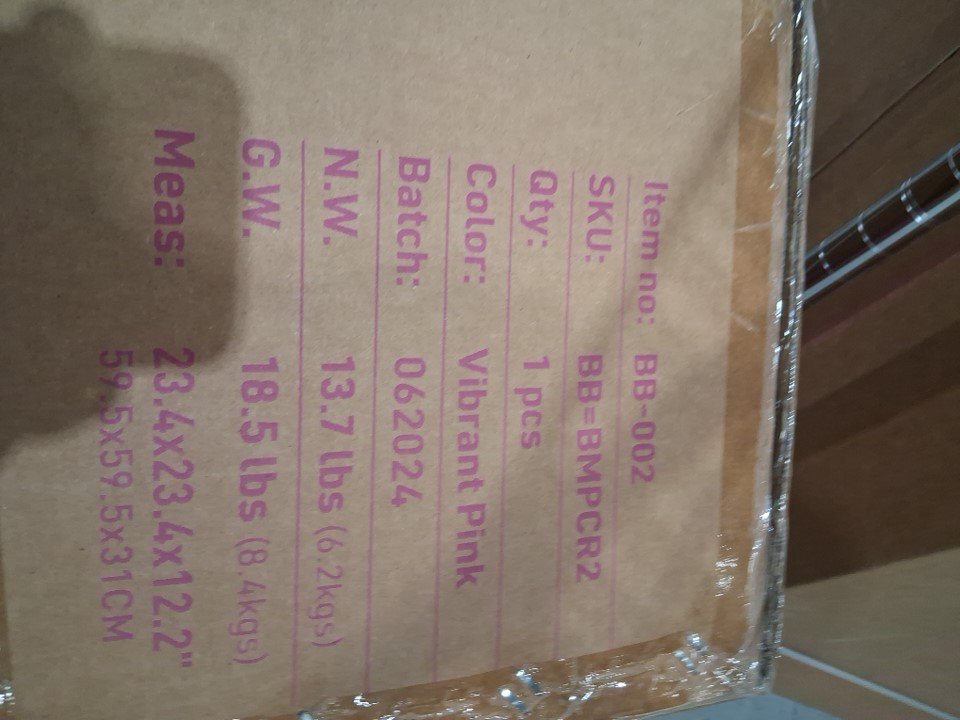 Item no: BB-002
SKU: BB=BMPCR2
Qty: 1 pcs
Color: Vibrant Pink
Batch: 062024
N.W. 13.7 lbs (6.2kgs)
G.W. 18.5 lbs (8.4kgs)
Meas: 23.4x23.4x12.2"
59.5x59.5x31CM